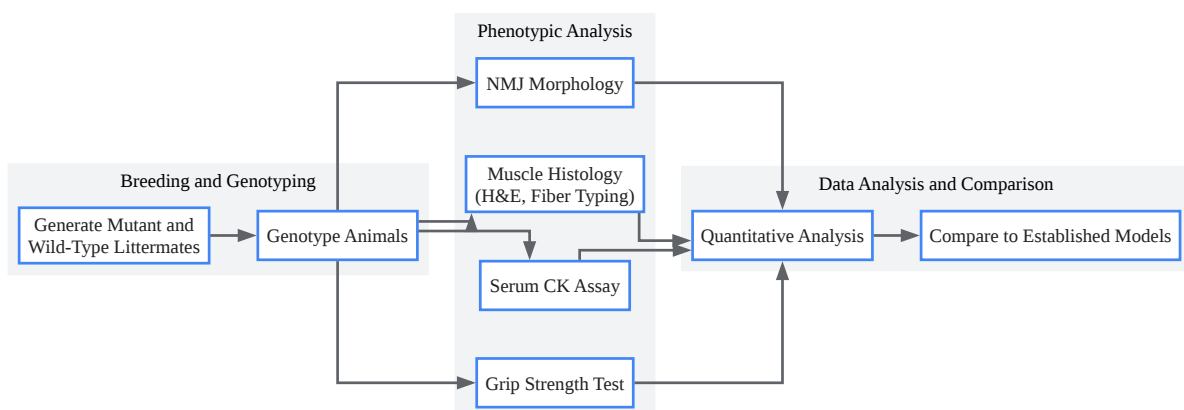 Phenotypic Analysis
NMJ Morphology
Breeding and Genotyping
Generate Mutant and
Wild-Type Littermates
Genotype Animals
Muscle Histology
(H&E, Fiber Typing)
Serum CK Assay
Grip Strength Test
Data Analysis and Comparison
Quantitative Analysis
Compare to Established Models